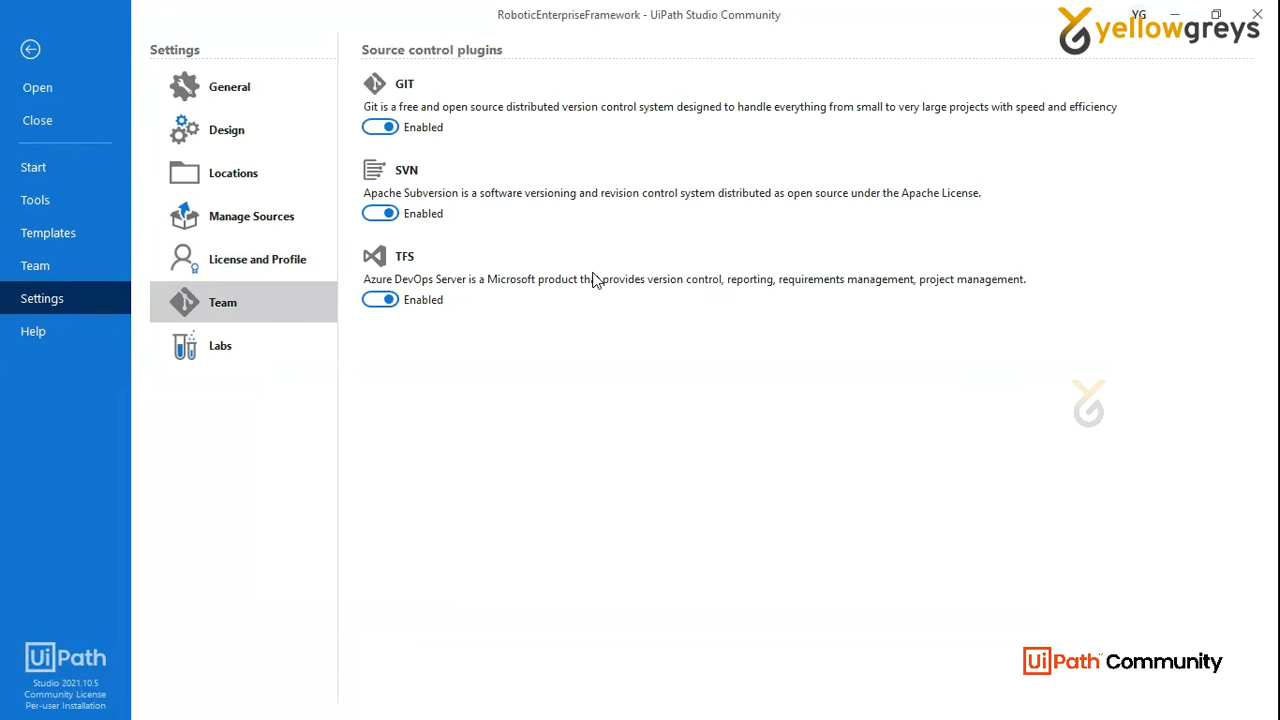 RoboticEnterpriseFramework - UiPath Studio Community
YG
yellowgreys
Open
Close
Start
Tools
Templates
Team
Settings
Help
UiPath
Studio 2021.10.5
Community License
Per-user Installation
Settings
General
Design
Locations
Manage Sources
License and Profile
Team
Labs
Source control plugins
GIT
Git is a free and open source distributed version control system designed to handle everything from small to very large projects with speed and efficiency
Enabled
SVN
Apache Subversion is a software versioning and revision control system distributed as open source under the Apache License.
Enabled
TFS
Azure DevOps Server is a Microsoft product that provides version control, reporting, requirements management, project management.
Enabled
UiPath Community